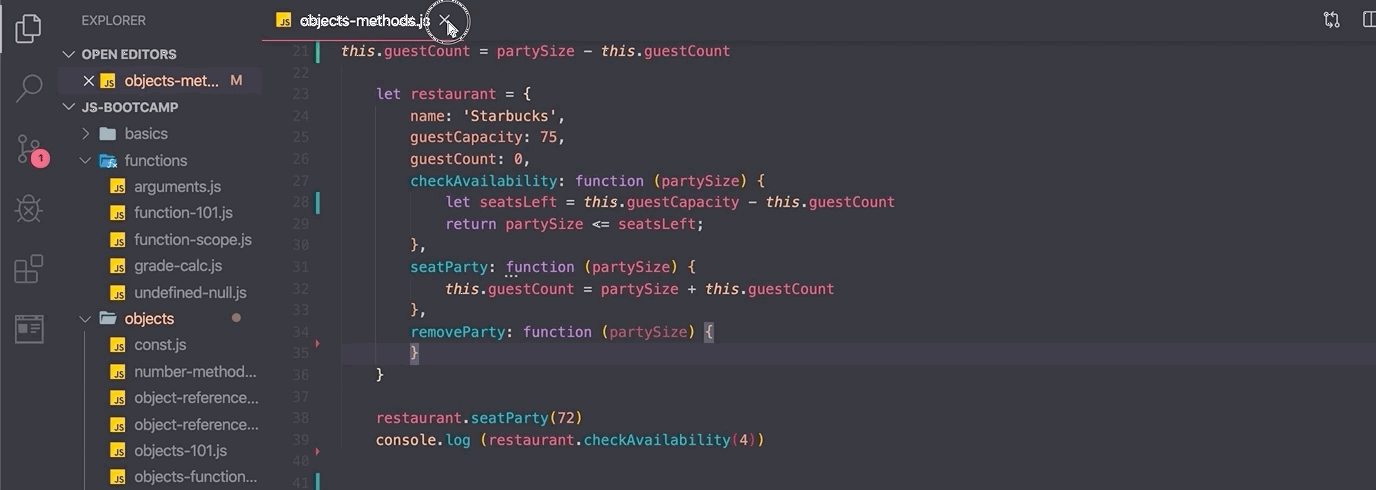 EXPLORER
OPEN EDITORS
JS objects-met... M
JS-BOOTCAMP
basics
functions
JS arguments.js
JS function-101.js
JS function-scope.js
JS grade-calc.js
JS undefined-null.js
objects
JS const.js
JS number-method...
JS object-reference...
JS object-reference...
JS objects-101.js
JS objects-function...
1
JS objects-methods.js
21 this.guestCount = partySize - this.guestCount
22
23 let restaurant = {
24 name: 'Starbucks',
25 guestCapacity: 75,
26 guestCount: 0,
27 checkAvailability: function (partySize) {
28 let seatsLeft = this.guestCapacity - this.guestCount
29 return partySize <= seatsLeft;
30 },
31 seatParty: function (partySize) {
32 this.guestCount = partySize + this.guestCount
33 },
34 removeParty: function (partySize) {
35 }
36 }
37
38 restaurant.seatParty(72)
39 console.log (restaurant.checkAvailability(4))
40
41